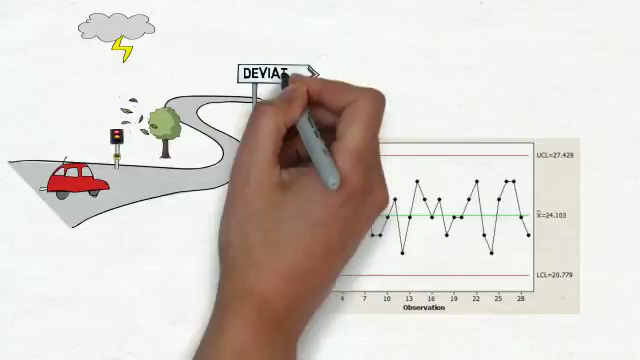 DEVIAT
UCL=27.428
X̄=24.103
LCL=20.779
4 7 10 13 16 19 22 25 28
Observation